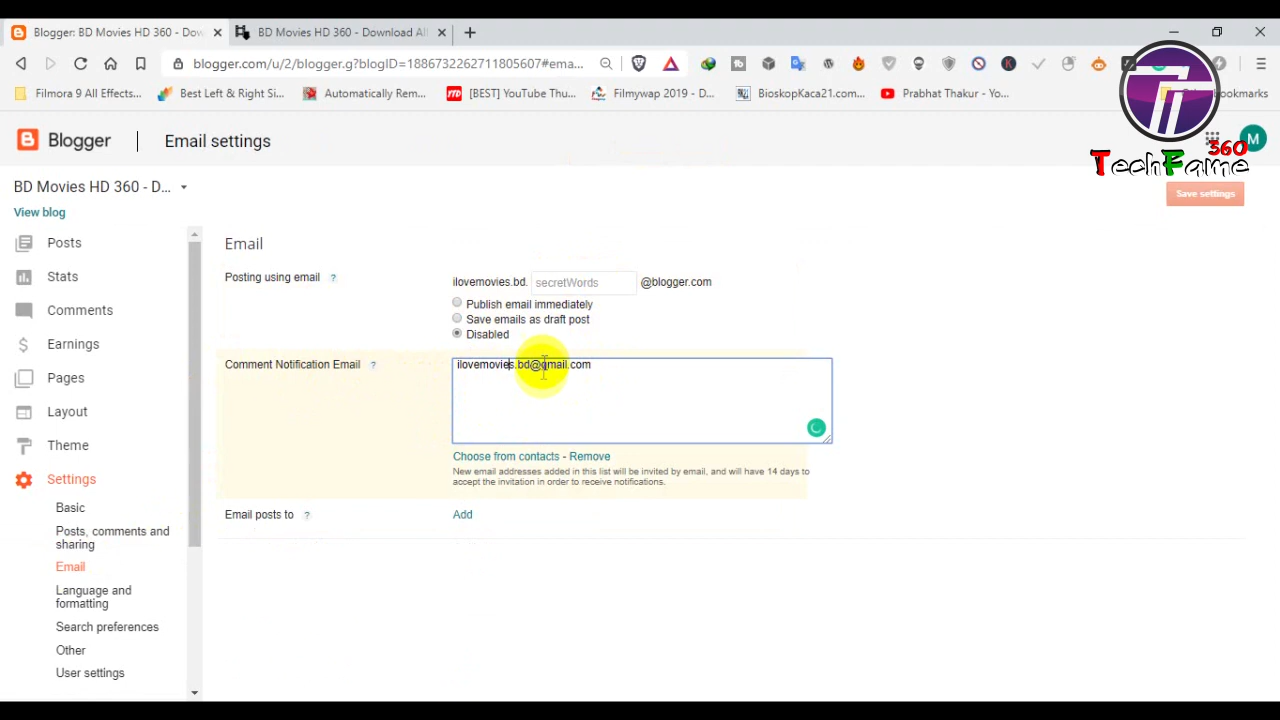 Blogger: BD Movies HD 360 - Dow
BD Movies HD 360 - Download All
blogger.com/u/2/blogger.g?blogID=1886732262711805607#ema...
Filmora 9 All Effects...
Best Left & Right Si...
Automatically Rem...
[BEST] YouTube Thu...
Filmywap 2019 – D...
BioskopKaca21.com...
Prabhat Thakur - Yo...
bookmarks
Blogger
Email settings
M
360
TechFame
BD Movies HD 360 - D...
View blog
Save settings
Posts
Stats
Comments
Earnings
Pages
Layout
Theme
Settings
Basic
Posts, comments and
sharing
Email
Language and
formatting
Search preferences
Other
User settings
Email
Posting using email ?
ilovemovies.bd. secretWords @blogger.com
Publish email immediately
Save emails as draft post
Disabled
Comment Notification Email ?
ilovemovies.bd@gmail.com
Choose from contacts - Remove
New email addresses added in this list will be invited by email, and will have 14 days to
accept the invitation in order to receive notifications.
Email posts to ?
Add